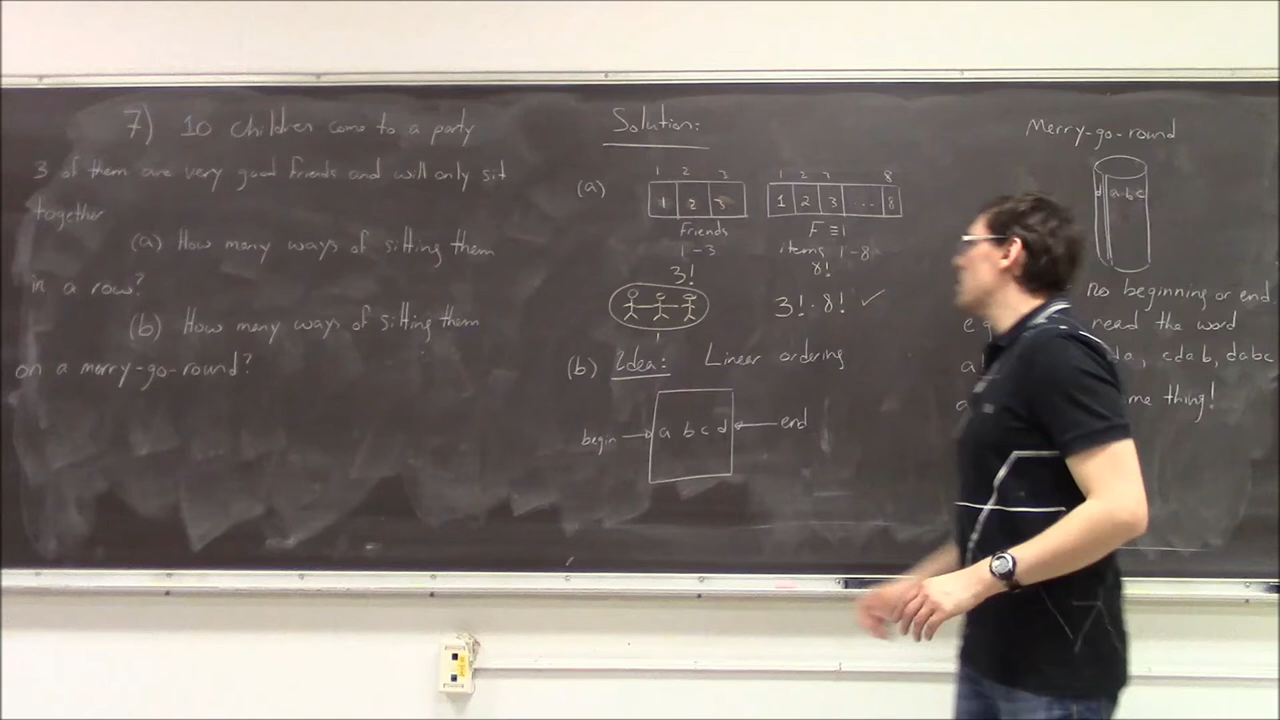 7) 10 children come to a party
3 of them are very good friends and will only sit
together
(a) How many ways of sitting them
in a row?
(b) How many ways of sitting them
on a merry-go-round?
Solution:
(a)
1 2 3
1 2 3
Friends
1-3
3!
1 2 3 8
1 2 3 ... 8
F ≡ 1
items 1-8
8!
3! · 8! ✓
(b) Idea: Linear ordering
begin → a b c d ← end
Merry-go-round
d a-b-c
no beginning or end
read the word
cdab, dabc
thing!